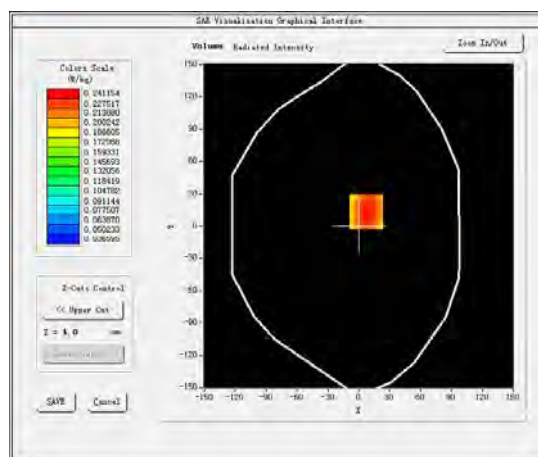 SAR Visualisation Graphical Interface
Colors Scale
(W/kg)
0.241154
0.227517
0.213880
0.200242
0.186605
0.172968
0.159331
0.145693
0.132056
0.118419
0.104782
0.091144
0.077507
0.063870
0.050233
Volume Radiated Intensity
Zoom In/Out
150
120
90
60
30
0
-30
-60
-90
-120
-150
Y
-150 -120 -90 -60 -30 0 30 60 90 120 150
X
Z-Cuts Control
<< Upper Cut
Z = 4.0 mm
SAVE Cancel